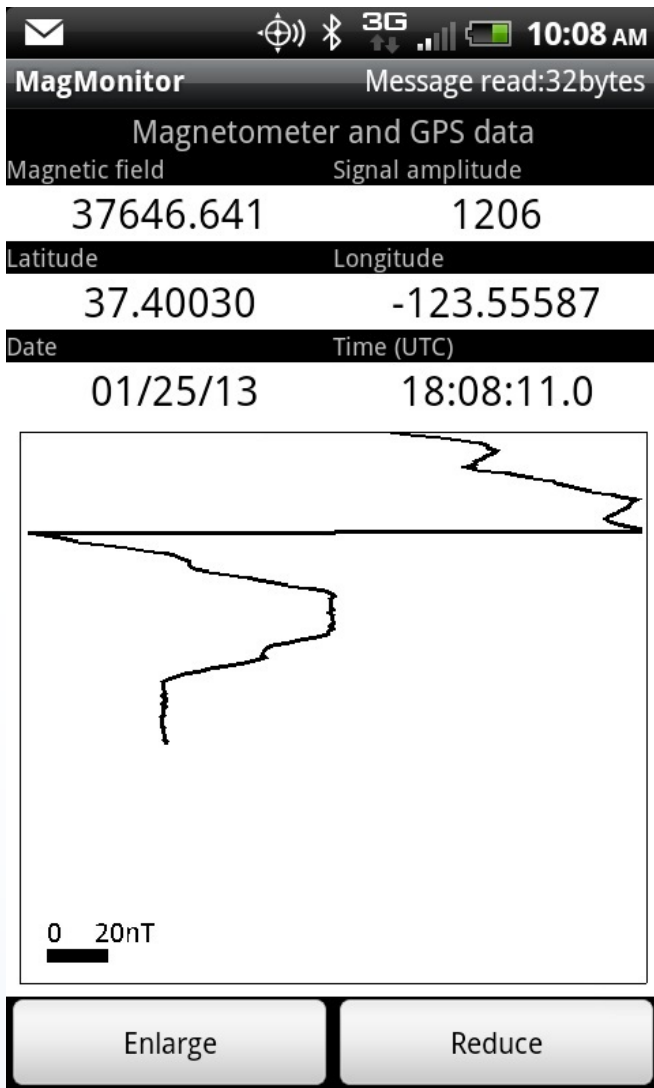 3G 10:08 AM
MagMonitor Message read:32bytes
Magnetometer and GPS data
Magnetic field Signal amplitude
37646.641 1206
Latitude Longitude
37.40030 -123.55587
Date Time (UTC)
01/25/13 18:08:11.0
0 20nT
Enlarge Reduce